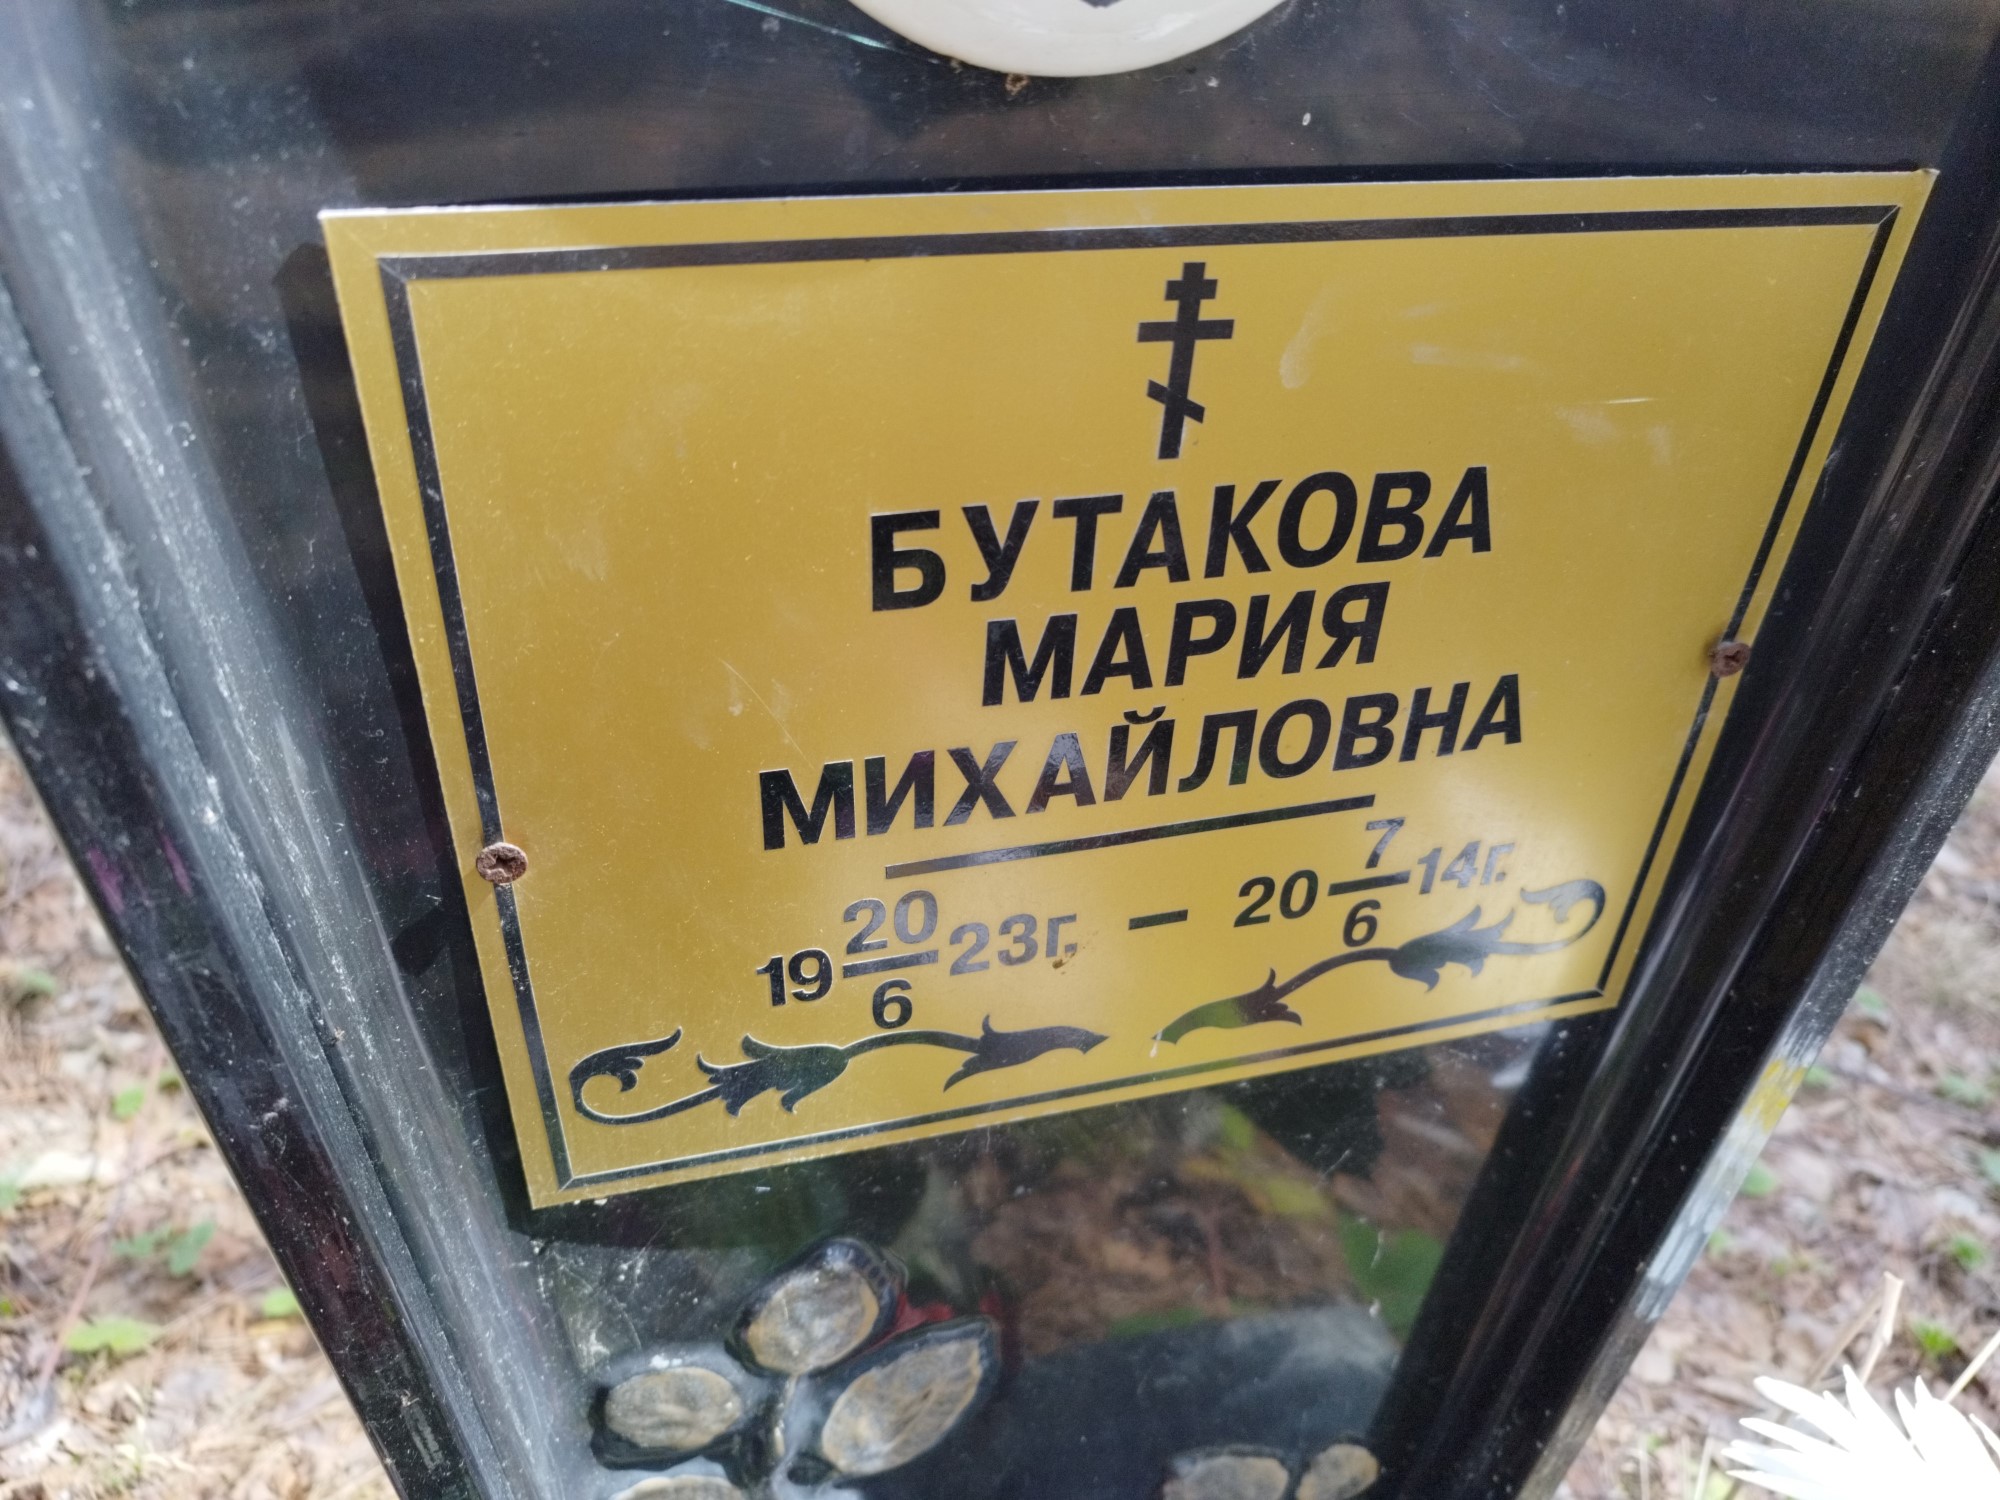 БУТАКОВА
МАРИЯ
МИХАЙЛОВНА
19 20/6 23г. – 20 7/6 14г.